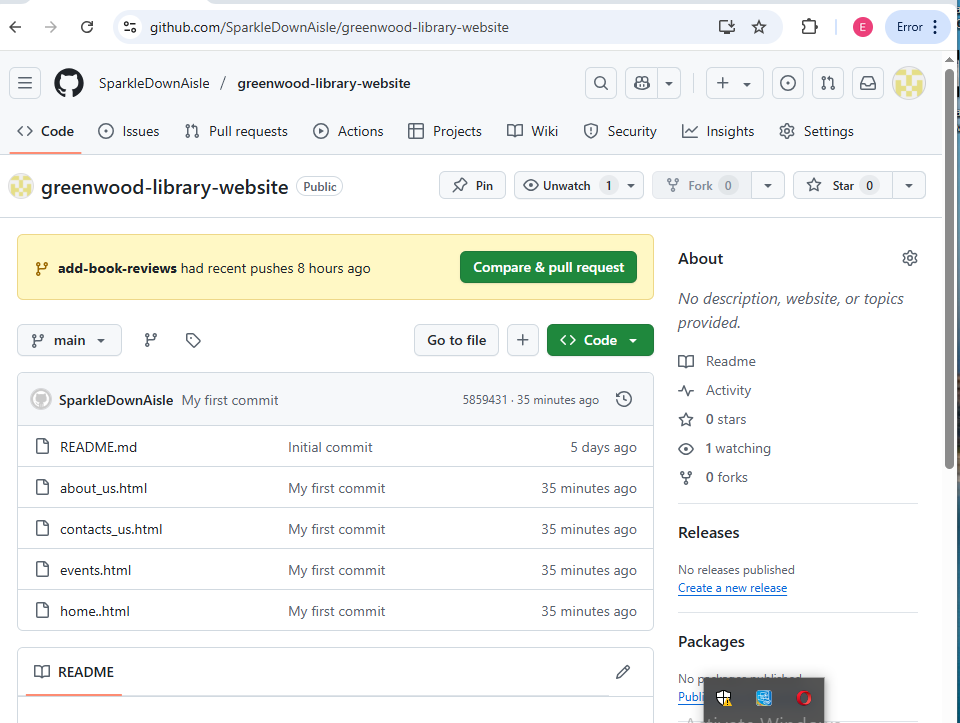 github.com/SparkleDownAisle/greenwood-library-website
E
Error
SparkleDownAisle / greenwood-library-website
Code Issues Pull requests Actions Projects Wiki Security Insights Settings
greenwood-library-website Public
Pin Unwatch 1 Fork 0 Star 0
add-book-reviews had recent pushes 8 hours ago
Compare & pull request
main
Go to file
Code
SparkleDownAisle My first commit 5859431 · 35 minutes ago
README.md Initial commit 5 days ago
about_us.html My first commit 35 minutes ago
contacts_us.html My first commit 35 minutes ago
events.html My first commit 35 minutes ago
home..html My first commit 35 minutes ago
README
About
No description, website, or topics
provided.
Readme
Activity
0 stars
1 watching
0 forks
Releases
No releases published
Create a new release
Packages
No packages published
Publi
Activate Windows